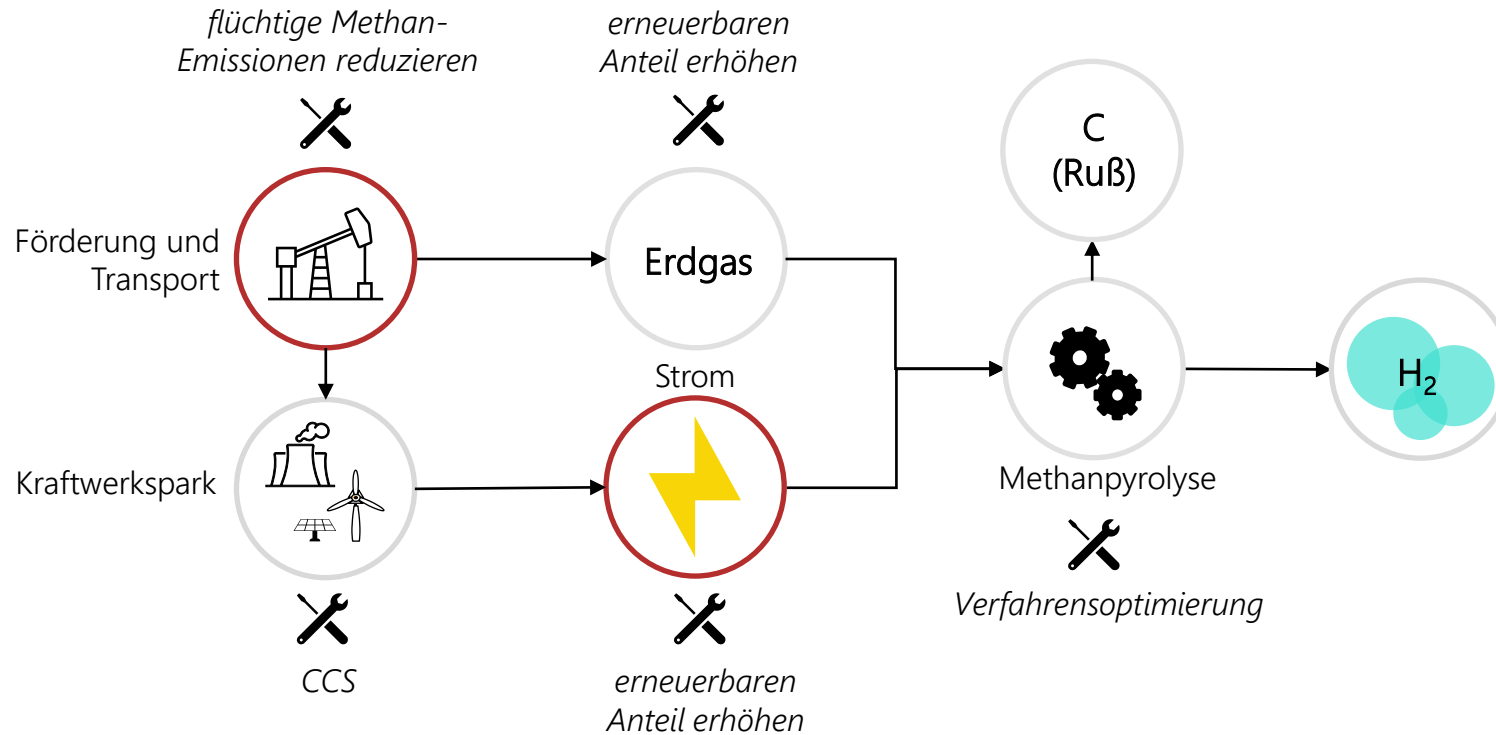 flüchtige Methan-
Emissionen reduzieren
erneuerbaren
Anteil erhöhen
C
(Ruß)
Förderung und
Transport
Erdgas
Strom
H₂
Kraftwerkspark
Methanpyrolyse
Verfahrensoptimierung
CCS
erneuerbaren
Anteil erhöhen